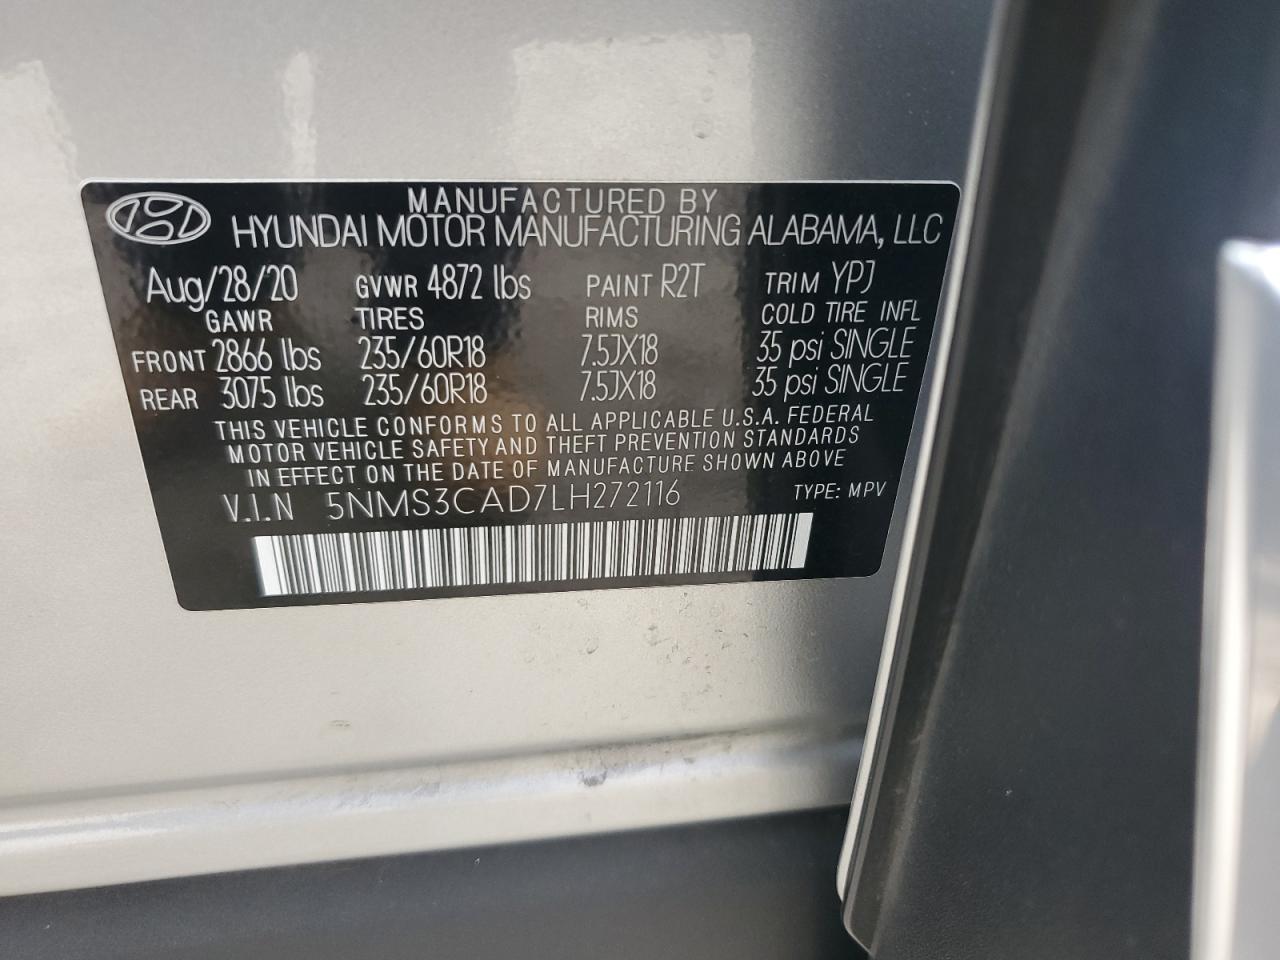 MANUFACTURED BY
HYUNDAI MOTOR MANUFACTURING ALABAMA, LLC
Aug/28/20 GVWR 4872 lbs PAINT R2T TRIM YPJ
GAWR TIRES RIMS COLD TIRE INFL
FRONT 2866 lbs 235/60R18 7.5JX18 35 psi SINGLE
REAR 3075 lbs 235/60R18 7.5JX18 35 psi SINGLE
THIS VEHICLE CONFORMS TO ALL APPLICABLE U.S.A. FEDERAL
MOTOR VEHICLE SAFETY AND THEFT PREVENTION STANDARDS
IN EFFECT ON THE DATE OF MANUFACTURE SHOWN ABOVE
V.I.N 5NMS3CAD7LH272116 TYPE: MPV